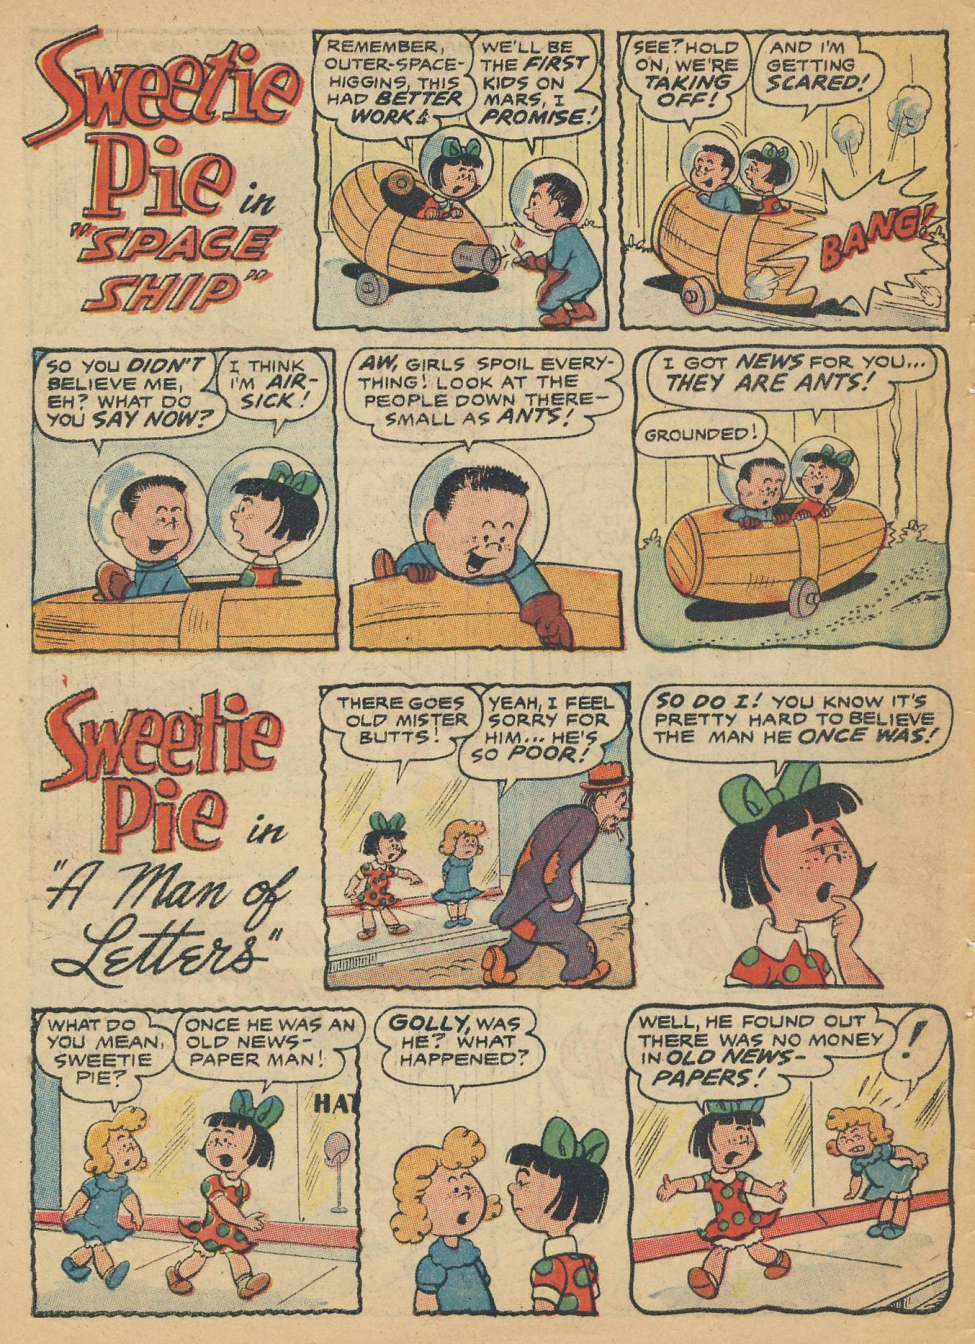 Sweetie
Pie in
"SPACE
SHIP"
REMEMBER,
OUTER-SPACE-
HIGGINS, THIS
HAD BETTER
WORK!
WE'LL BE
THE FIRST
KIDS ON
MARS, I
PROMISE!
SEE? HOLD
ON, WE'RE
TAKING
OFF!
AND I'M
GETTING
SCARED!
BANG!
SO YOU DIDN'T
BELIEVE ME,
EH? WHAT DO
YOU SAY NOW?
I THINK
I'M AIR-
SICK!
AW, GIRLS SPOIL EVERY-
THING! LOOK AT THE
PEOPLE DOWN THERE—
SMALL AS ANTS!
I GOT NEWS FOR YOU...
THEY ARE ANTS!
GROUNDED!
Sweetie
Pie in
"A Man of
Letters"
THERE GOES
OLD MISTER
BUTTS!
YEAH, I FEEL
SORRY FOR
HIM... HE'S
SO POOR!
SO DO I! YOU KNOW IT'S
PRETTY HARD TO BELIEVE
THE MAN HE ONCE WAS!
WHAT DO
YOU MEAN,
SWEETIE
PIE?
ONCE HE WAS AN
OLD NEWS-
PAPER MAN!
HAT
GOLLY, WAS
HE? WHAT
HAPPENED?
WELL, HE FOUND OUT
THERE WAS NO MONEY
IN OLD NEWS-
PAPERS!
!